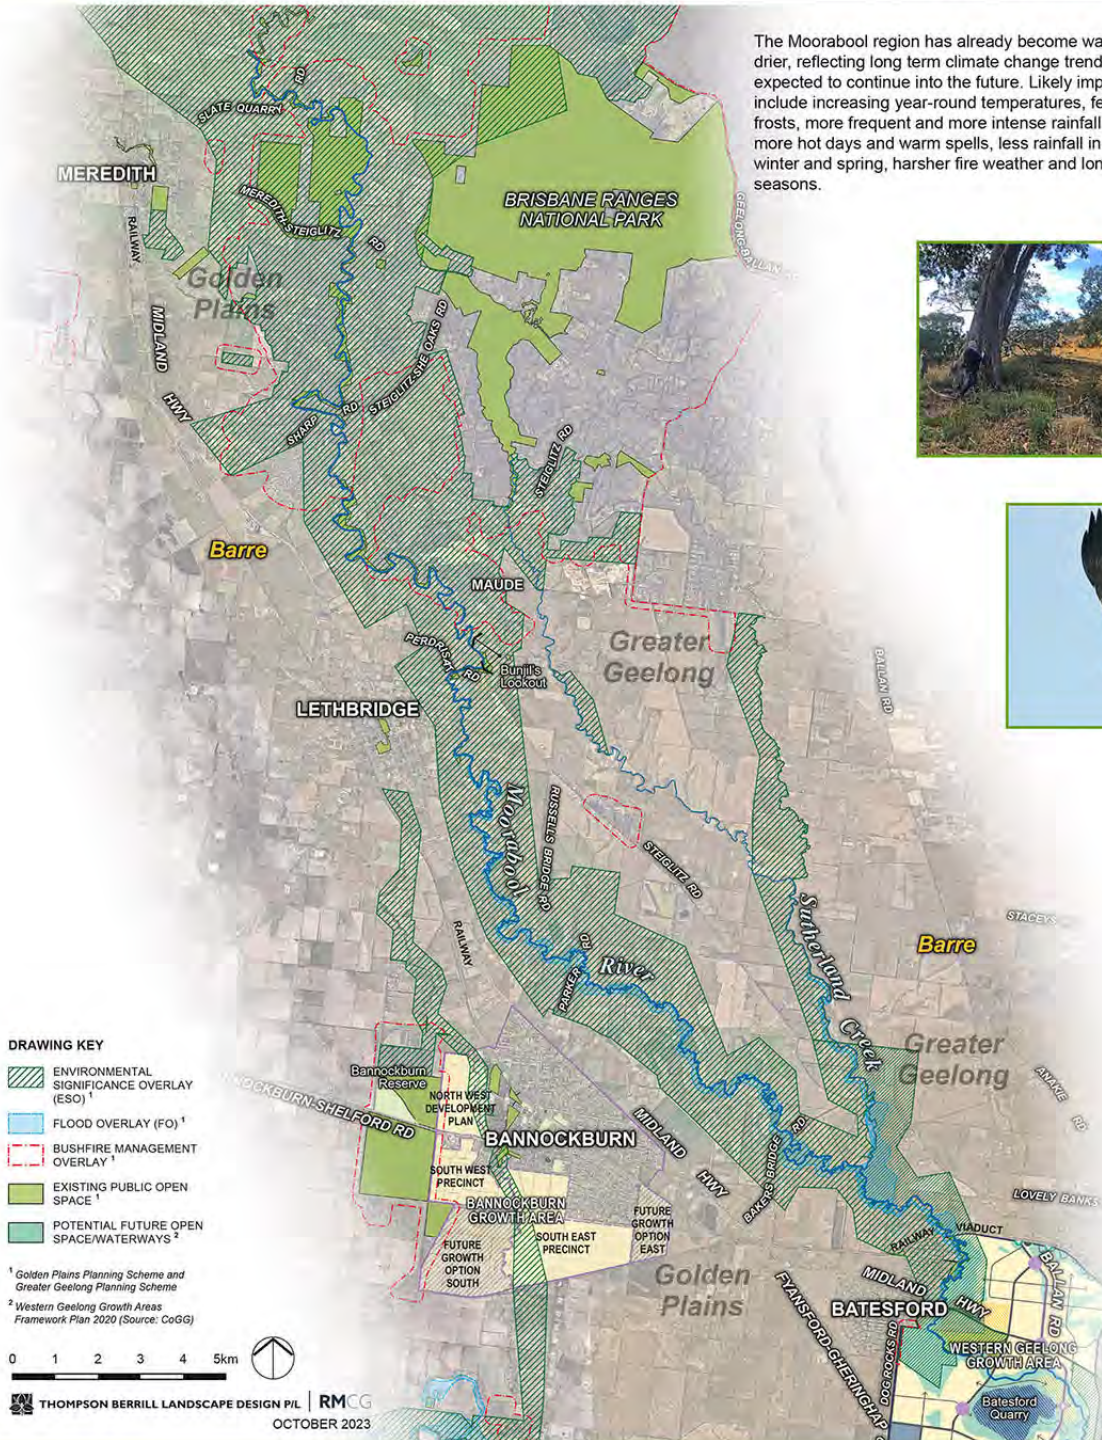 The Moorabool region has already become wa
drier, reflecting long term climate change trend
expected to continue into the future. Likely imp
include increasing year-round temperatures, fe
frosts, more frequent and more intense rainfall
more hot days and warm spells, less rainfall in
winter and spring, harsher fire weather and lon
seasons.
SLATE QUARRY RD
MEREDITH
RAILWAY
MEREDITH-STEIGLITZ RD
BRISBANE RANGES
NATIONAL PARK
GEELONG-BALLAN
Golden
Plains
MIDLAND HWY
STEIGLITZ-SHE OAKS RD
SHARP RD
STEIGLITZ RD
Barre
MAUDE
PERDRISAT RD
Bunjil's
Lookout
Greater
Geelong
BALLAN RD
LETHBRIDGE
Moorabool
River
RUSSELLS BRIDGE RD
STEIGLITZ RD
RAILWAY
PARKER RD
Sutherland Creek
STACEYS
Barre
Greater
Geelong
ANAKIE RD
LOVELY BANKS
Bannockburn
Reserve
NNOCKBURN-SHELFORD RD
NORTH WEST
DEVELOPMENT
PLAN
BANNOCKBURN
MIDLAND HWY
SOUTH WEST
PRECINCT
BANNOCKBURN
GROWTH AREA
FUTURE
GROWTH
OPTION
SOUTH
SOUTH EAST
PRECINCT
FUTURE
GROWTH
OPTION
EAST
BAKERS BRIDGE RD
Golden
Plains
RAILWAY
VIADUCT
BALLAN RD
MIDLAND HWY
BATESFORD
FYANSFORD-GHERINGHAP
DOG ROCKS RD
WESTERN GEELONG
GROWTH AREA
Batesford
Quarry
DRAWING KEY
ENVIRONMENTAL
SIGNIFICANCE OVERLAY
(ESO) 1
FLOOD OVERLAY (FO) 1
BUSHFIRE MANAGEMENT
OVERLAY 1
EXISTING PUBLIC OPEN
SPACE 1
POTENTIAL FUTURE OPEN
SPACE/WATERWAYS 2
1 Golden Plains Planning Scheme and
Greater Geelong Planning Scheme
2 Western Geelong Growth Areas
Framework Plan 2020 (Source: CoGG)
0 1 2 3 4 5km
THOMPSON BERRILL LANDSCAPE DESIGN P/L | RMCG
OCTOBER 2023